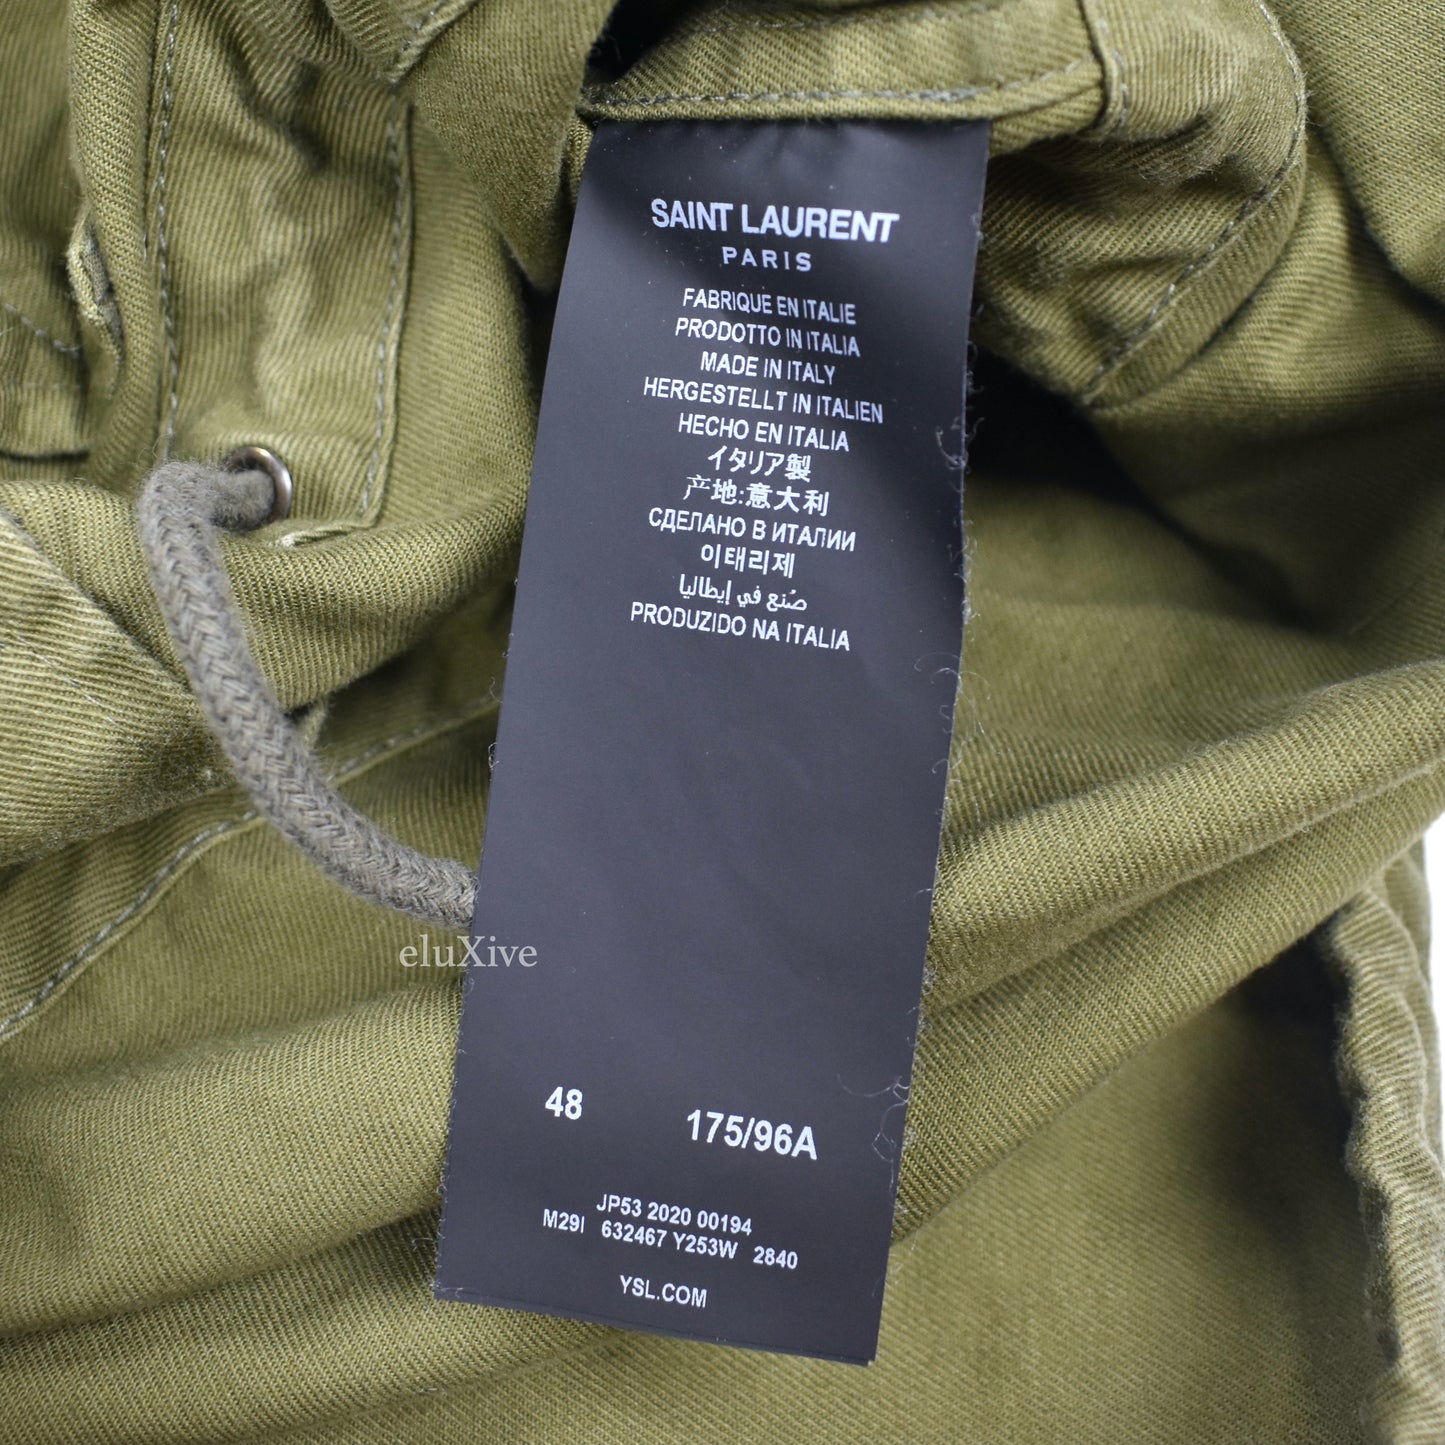 SAINT LAURENT
PARIS
FABRIQUE EN ITALIE
PRODOTTO IN ITALIA
MADE IN ITALY
HERGESTELLT IN ITALIEN
HECHO EN ITALIA
イタリア製
产地:意大利
СДЕЛАНО В ИТАЛИИ
이태리제
صُنع في إيطاليا
PRODUZIDO NA ITALIA
eluXive
48 175/96A
JP53 2020 00194
M29I 632467 Y253W 2840
YSL.COM